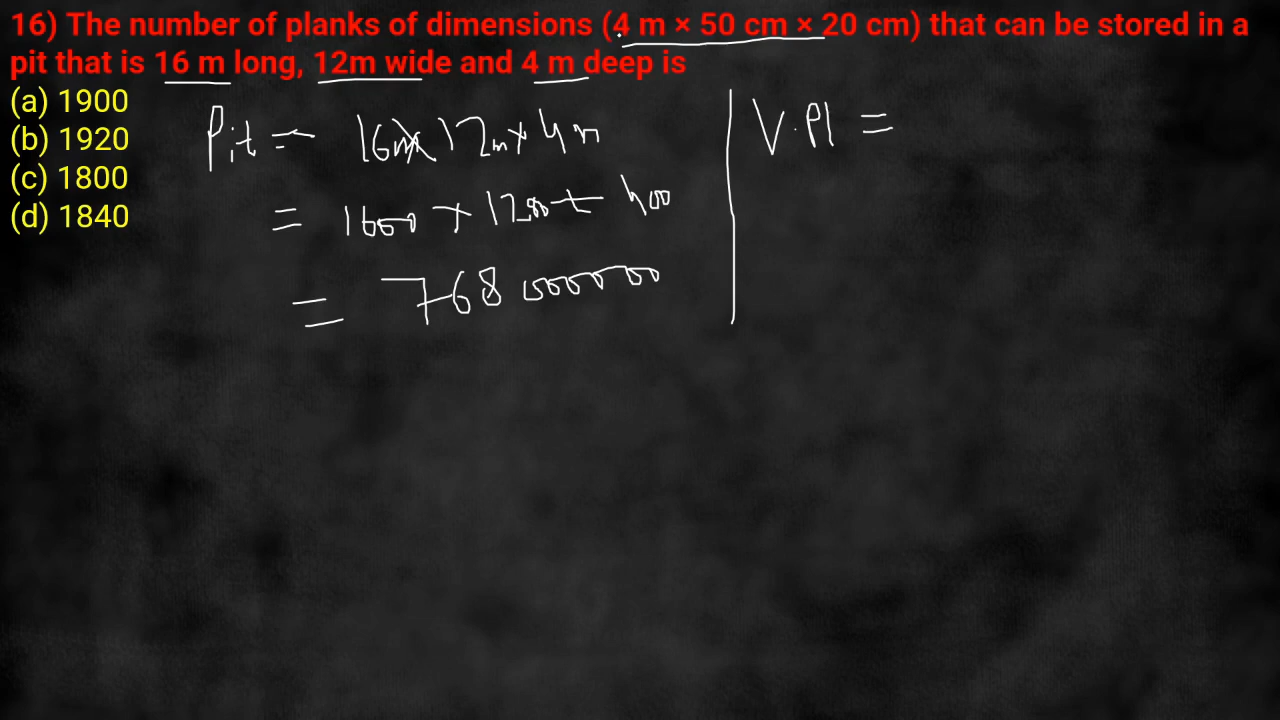 16) The number of planks of dimensions (4 m × 50 cm × 20 cm) that can be stored in a
pit that is 16 m long, 12m wide and 4 m deep is
(a) 1900
(b) 1920
(c) 1800
(d) 1840
Pit = 16m x 12m x 4m
= 1600 x 1200 x 400
= 768000000
V.Pl =